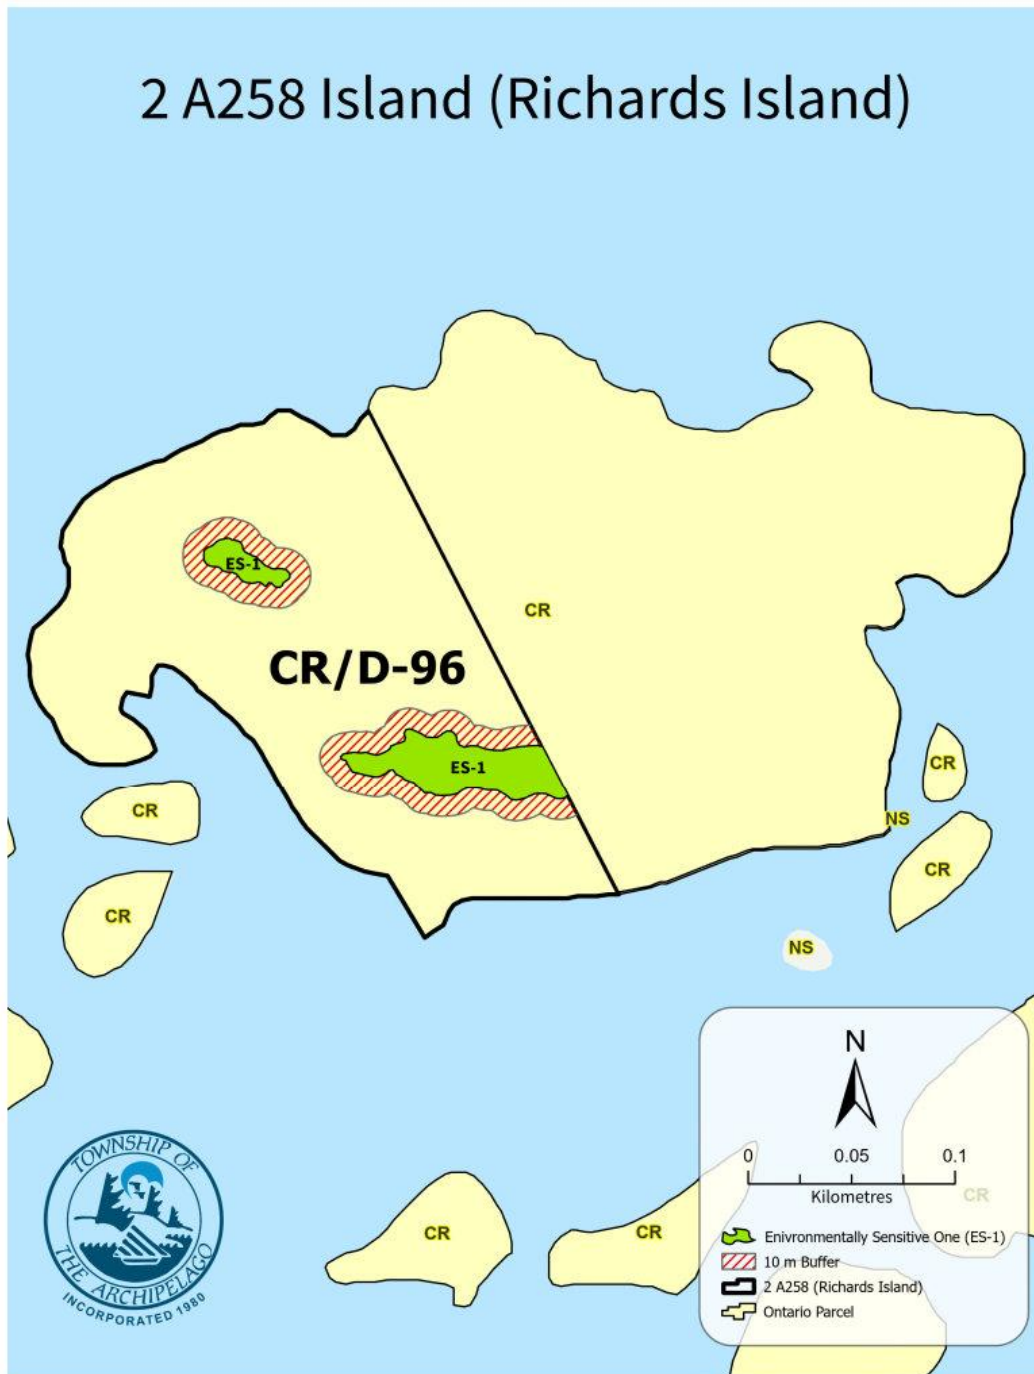 2 A258 Island (Richards Island)
ES-1
CR
CR/D-96
ES-1
CR
CR
NS
CR
CR
NS
N
0 0.05 0.1
Kilometres
CR
Enivronmentally Sensitive One (ES-1)
10 m Buffer
2 A258 (Richards Island)
Ontario Parcel
CR
CR
TOWNSHIP OF
THE ARCHIPELAGO
INCORPORATED 1980